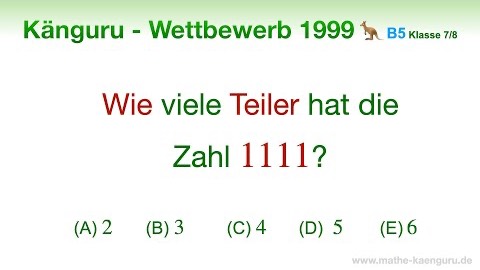 Känguru - Wettbewerb 1999 🦘 B5 Klasse 7/8
Wie viele Teiler hat die
Zahl 1111?
(A) 2 (B) 3 (C) 4 (D) 5 (E) 6
www.mathe-kaenguru.de